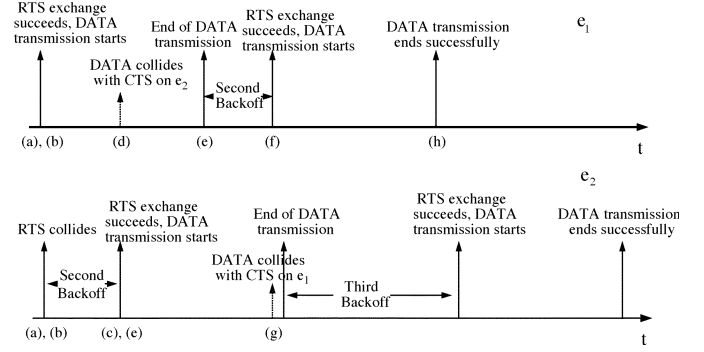 RTS exchange
succeeds, DATA
transmission starts
End of DATA
transmission
RTS exchange
succeeds, DATA
transmission starts
DATA transmission
ends successfully
e1
DATA collides
with CTS on e2
Second
Backoff
(a), (b)
(d)
(e)
(f)
(h)
t
e2
RTS collides
RTS exchange
succeeds, DATA
transmission starts
End of DATA
transmission
RTS exchange
succeeds, DATA
transmission starts
DATA transmission
ends successfully
DATA collides
with CTS on e1
Second
Backoff
Third
Backoff
(a), (b)
(c), (e)
(g)
t